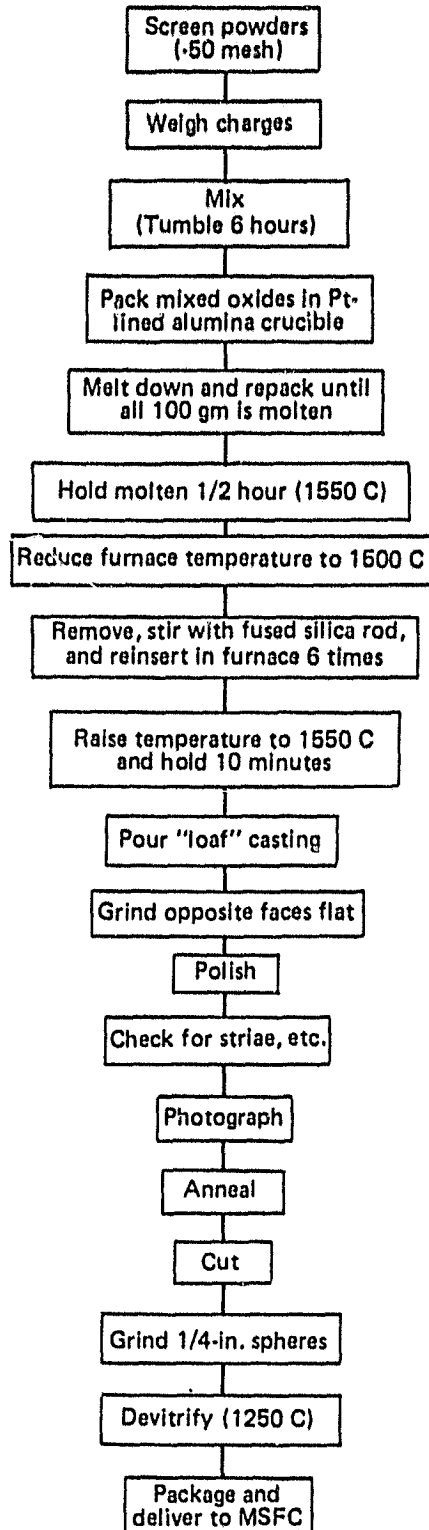 Screen powders
(-50 mesh)
Weigh charges
Mix
(Tumble 6 hours)
Pack mixed oxides in Pt-
lined alumina crucible
Melt down and repack until
all 100 gm is molten
Hold molten 1/2 hour (1550 C)
Reduce furnace temperature to 1500 C
Remove, stir with fused silica rod,
and reinsert in furnace 6 times
Raise temperature to 1550 C
and hold 10 minutes
Pour "loaf" casting
Grind opposite faces flat
Polish
Check for striae, etc.
Photograph
Anneal
Cut
Grind 1/4-in. spheres
Devitrify (1250 C)
Package and
deliver to MSFC